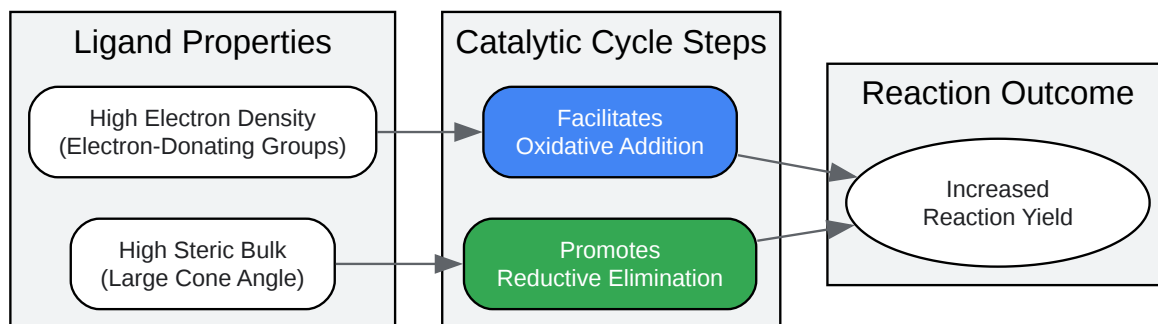 Ligand Properties
High Electron Density
(Electron-Donating Groups)
High Steric Bulk
(Large Cone Angle)
Catalytic Cycle Steps
Facilitates
Oxidative Addition
Promotes
Reductive Elimination
Reaction Outcome
Increased
Reaction Yield